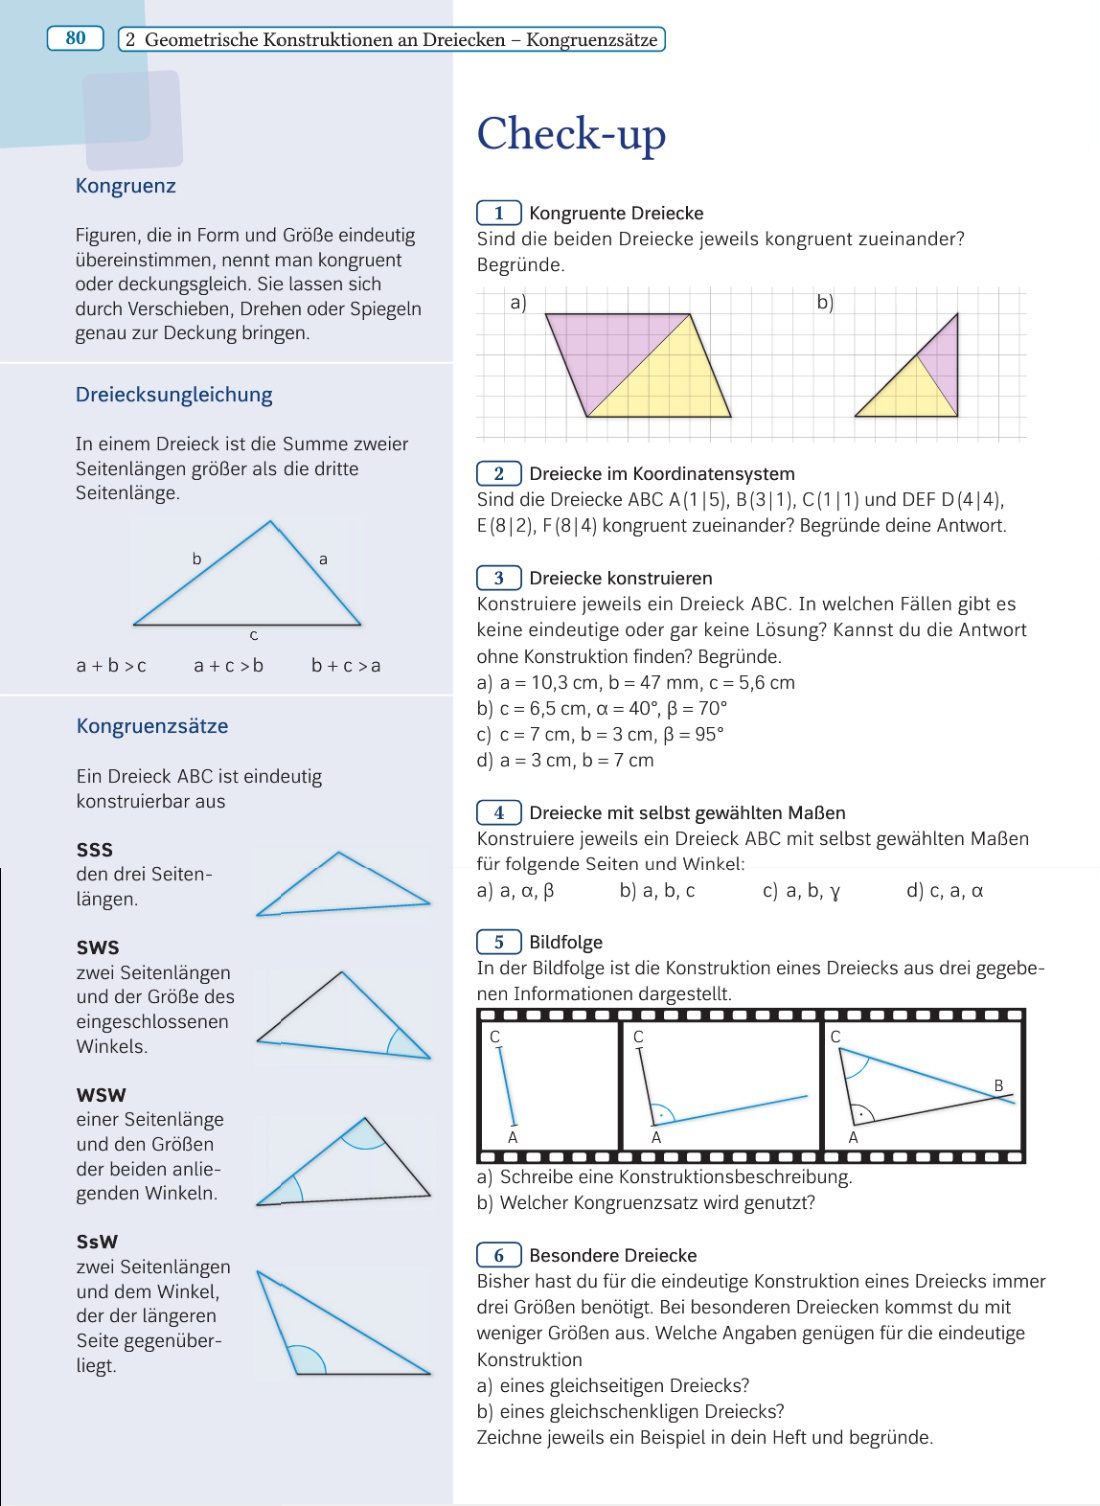 80
2 Geometrische Konstruktionen an Dreiecken – Kongruenzsätze
Kongruenz
Figuren, die in Form und Größe eindeutig
übereinstimmen, nennt man kongruent
oder deckungsgleich. Sie lassen sich
durch Verschieben, Drehen oder Spiegeln
genau zur Deckung bringen.
Dreiecksungleichung
In einem Dreieck ist die Summe zweier
Seitenlängen größer als die dritte
Seitenlänge.
b
a
c
a + b > c a + c > b b + c > a
Kongruenzsätze
Ein Dreieck ABC ist eindeutig
konstruierbar aus
SSS
den drei Seiten-
längen.
SWS
zwei Seitenlängen
und der Größe des
eingeschlossenen
Winkels.
WSW
einer Seitenlänge
und den Größen
der beiden anlie-
genden Winkeln.
SsW
zwei Seitenlängen
und dem Winkel,
der der längeren
Seite gegenüber-
liegt.
Check-up
1 Kongruente Dreiecke
Sind die beiden Dreiecke jeweils kongruent zueinander?
Begründe.
a) b)
2 Dreiecke im Koordinatensystem
Sind die Dreiecke ABC A(1|5), B(3|1), C(1|1) und DEF D(4|4),
E(8|2), F(8|4) kongruent zueinander? Begründe deine Antwort.
3 Dreiecke konstruieren
Konstruiere jeweils ein Dreieck ABC. In welchen Fällen gibt es
keine eindeutige oder gar keine Lösung? Kannst du die Antwort
ohne Konstruktion finden? Begründe.
a) a = 10,3 cm, b = 47 mm, c = 5,6 cm
b) c = 6,5 cm, α = 40°, β = 70°
c) c = 7 cm, b = 3 cm, β = 95°
d) a = 3 cm, b = 7 cm
4 Dreiecke mit selbst gewählten Maßen
Konstruiere jeweils ein Dreieck ABC mit selbst gewählten Maßen
für folgende Seiten und Winkel:
a) a, α, β b) a, b, c c) a, b, γ d) c, a, α
5 Bildfolge
In der Bildfolge ist die Konstruktion eines Dreiecks aus drei gegebe-
nen Informationen dargestellt.
C C C
B
A A A
a) Schreibe eine Konstruktionsbeschreibung.
b) Welcher Kongruenzsatz wird genutzt?
6 Besondere Dreiecke
Bisher hast du für die eindeutige Konstruktion eines Dreiecks immer
drei Größen benötigt. Bei besonderen Dreiecken kommst du mit
weniger Größen aus. Welche Angaben genügen für die eindeutige
Konstruktion
a) eines gleichseitigen Dreiecks?
b) eines gleichschenkligen Dreiecks?
Zeichne jeweils ein Beispiel in dein Heft und begründe.